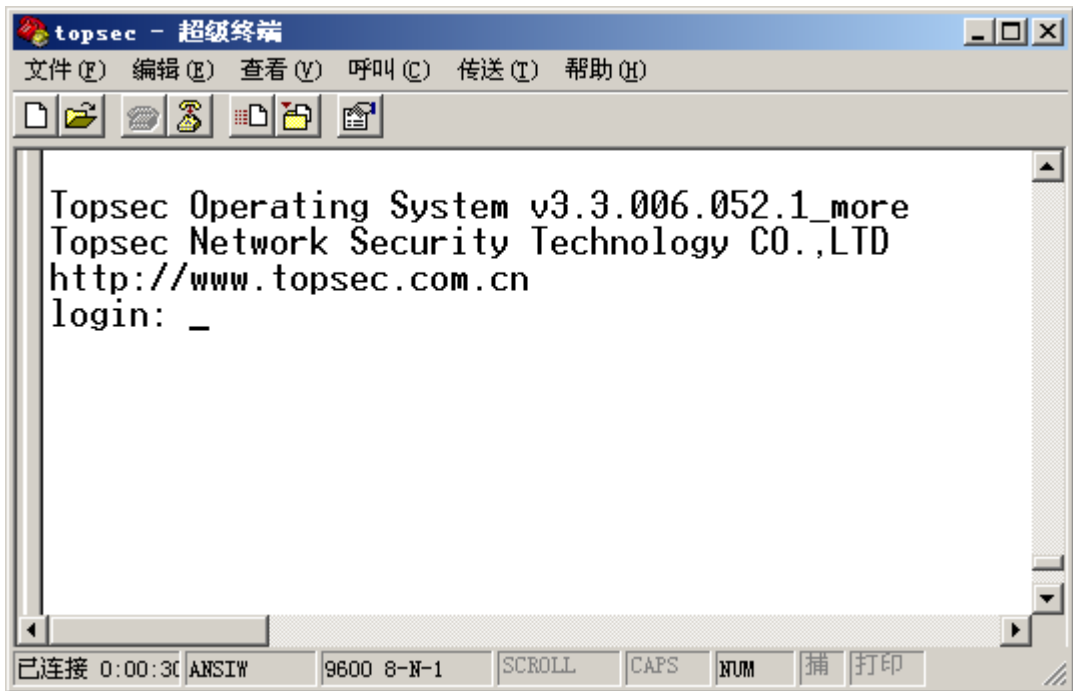 topsec - 超级终端
文件(F) 编辑(E) 查看(V) 呼叫(C) 传送(T) 帮助(H)
Topsec Operating System v3.3.006.052.1_more
Topsec Network Security Technology CO.,LTD
http://www.topsec.com.cn
login: _
已连接 0:00:30 ANSIW 9600 8-N-1 SCROLL CAPS NUM 捕 打印